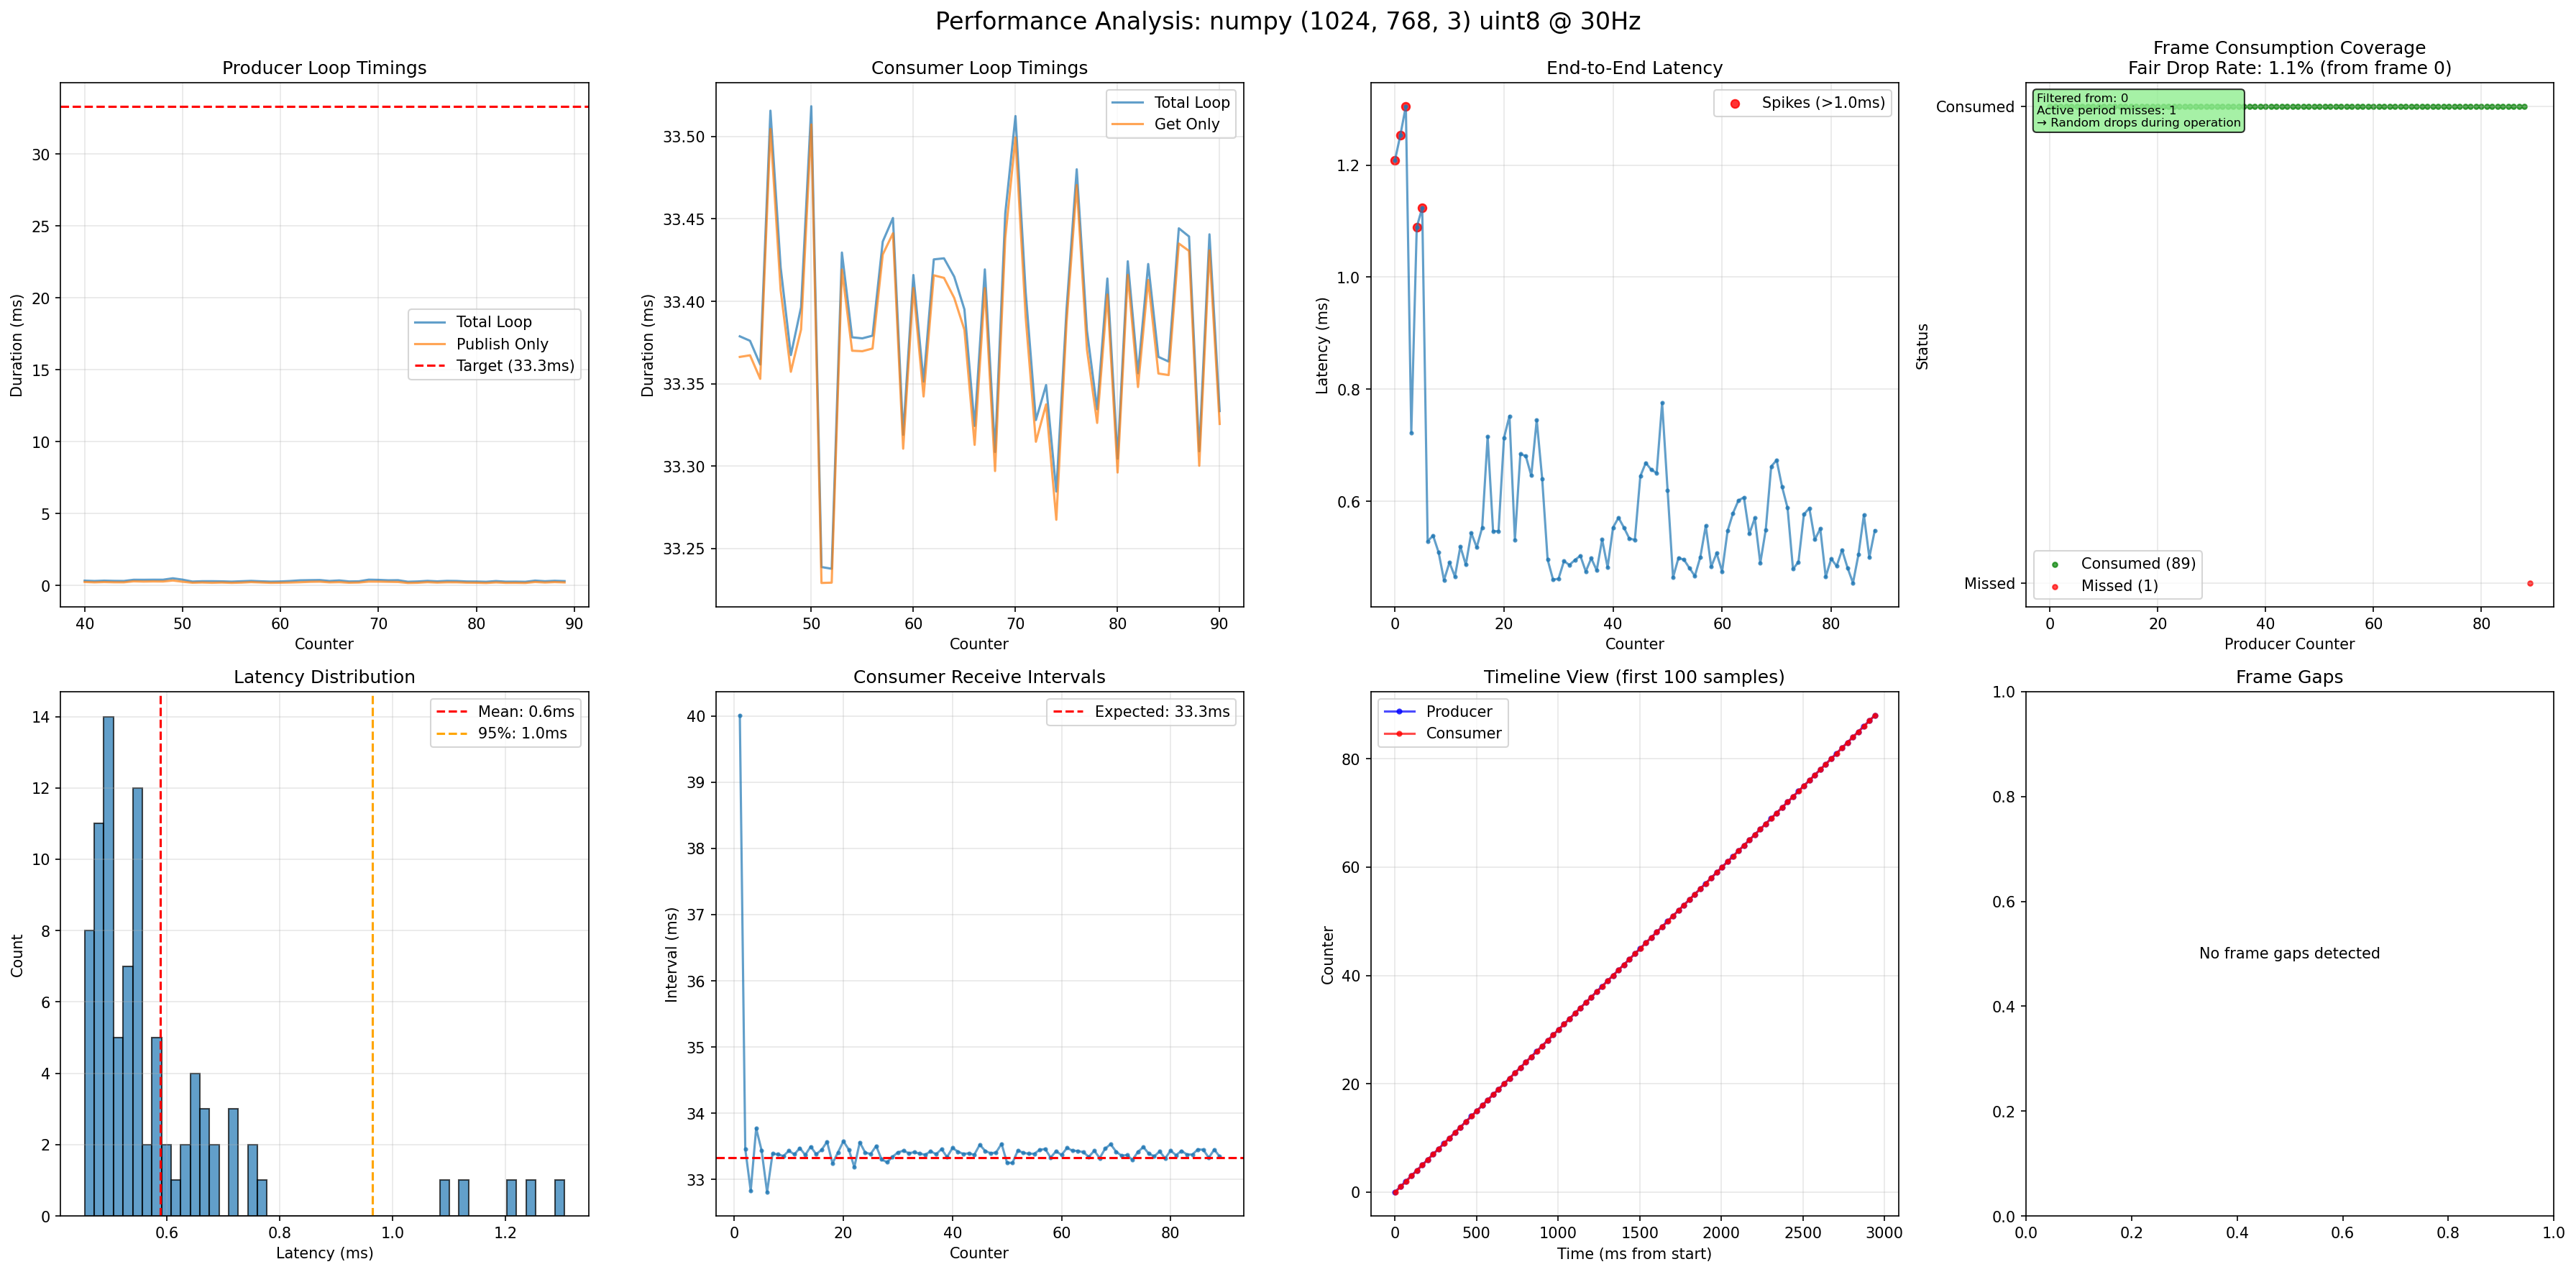 Performance Analysis: numpy (1024, 768, 3) uint8 @ 30Hz
Producer Loop Timings
Duration (ms)
30
25
20
15
10
5
0
Total Loop
Publish Only
Target (33.3ms)
40
50
60
70
80
90
Counter
Consumer Loop Timings
Duration (ms)
33.50
33.45
33.40
33.35
33.30
33.25
Total Loop
Get Only
50
60
70
80
90
Counter
End-to-End Latency
Latency (ms)
1.2
1.0
0.8
0.6
Spikes (>1.0ms)
0
20
40
60
80
Counter
Frame Consumption Coverage
Fair Drop Rate: 1.1% (from frame 0)
Status
Consumed
Missed
Filtered from: 0
Active period misses: 1
→ Random drops during operation
Consumed (89)
Missed (1)
0
20
40
60
80
Producer Counter
Latency Distribution
Count
14
12
10
8
6
4
2
0
Mean: 0.6ms
95%: 1.0ms
0.6
0.8
1.0
1.2
Latency (ms)
Consumer Receive Intervals
Interval (ms)
40
39
38
37
36
35
34
33
Expected: 33.3ms
0
20
40
60
80
Counter
Timeline View (first 100 samples)
Counter
80
60
40
20
0
Producer
Consumer
0
500
1000
1500
2000
2500
3000
Time (ms from start)
Frame Gaps
1.0
0.8
0.6
0.4
0.2
0.0
No frame gaps detected
0.0
0.2
0.4
0.6
0.8
1.0